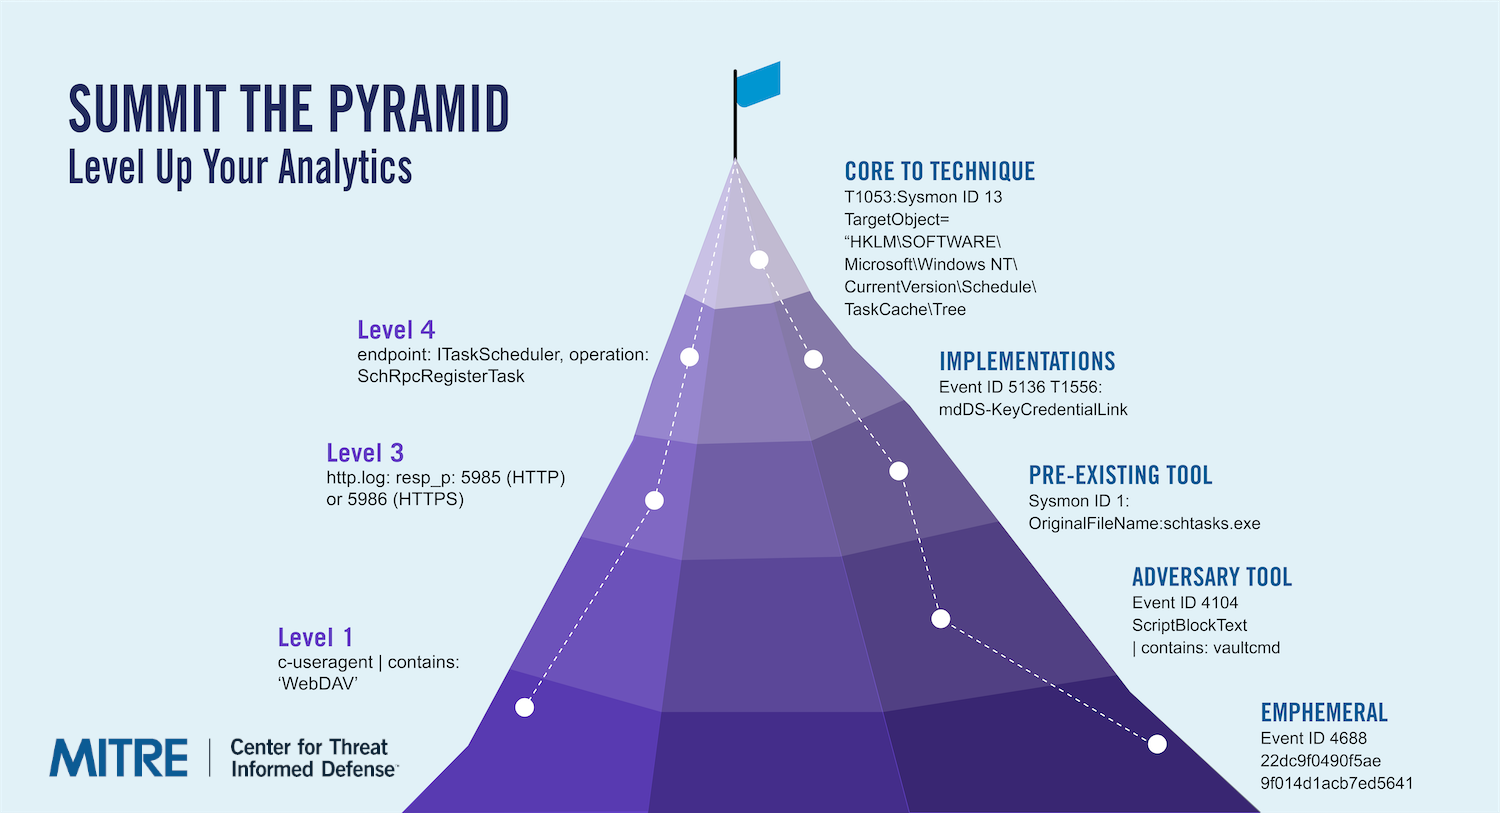 SUMMIT THE PYRAMID
Level Up Your Analytics
CORE TO TECHNIQUE
T1053:Sysmon ID 13
TargetObject=
“HKLM\SOFTWARE\
Microsoft\Windows NT\
CurrentVersion\Schedule\
TaskCache\Tree
Level 4
endpoint: ITaskScheduler, operation:
SchRpcRegisterTask
IMPLEMENTATIONS
Event ID 5136 T1556:
mdDS-KeyCredentialLink
Level 3
http.log: resp_p: 5985 (HTTP)
or 5986 (HTTPS)
PRE-EXISTING TOOL
Sysmon ID 1:
OriginalFileName:schtasks.exe
ADVERSARY TOOL
Event ID 4104
ScriptBlockText
| contains: vaultcmd
Level 1
c-useragent | contains:
‘WebDAV’
EMPHEMERAL
Event ID 4688
22dc9f0490f5ae
9f014d1acb7ed5641
MITRE
Center for Threat
Informed Defense™